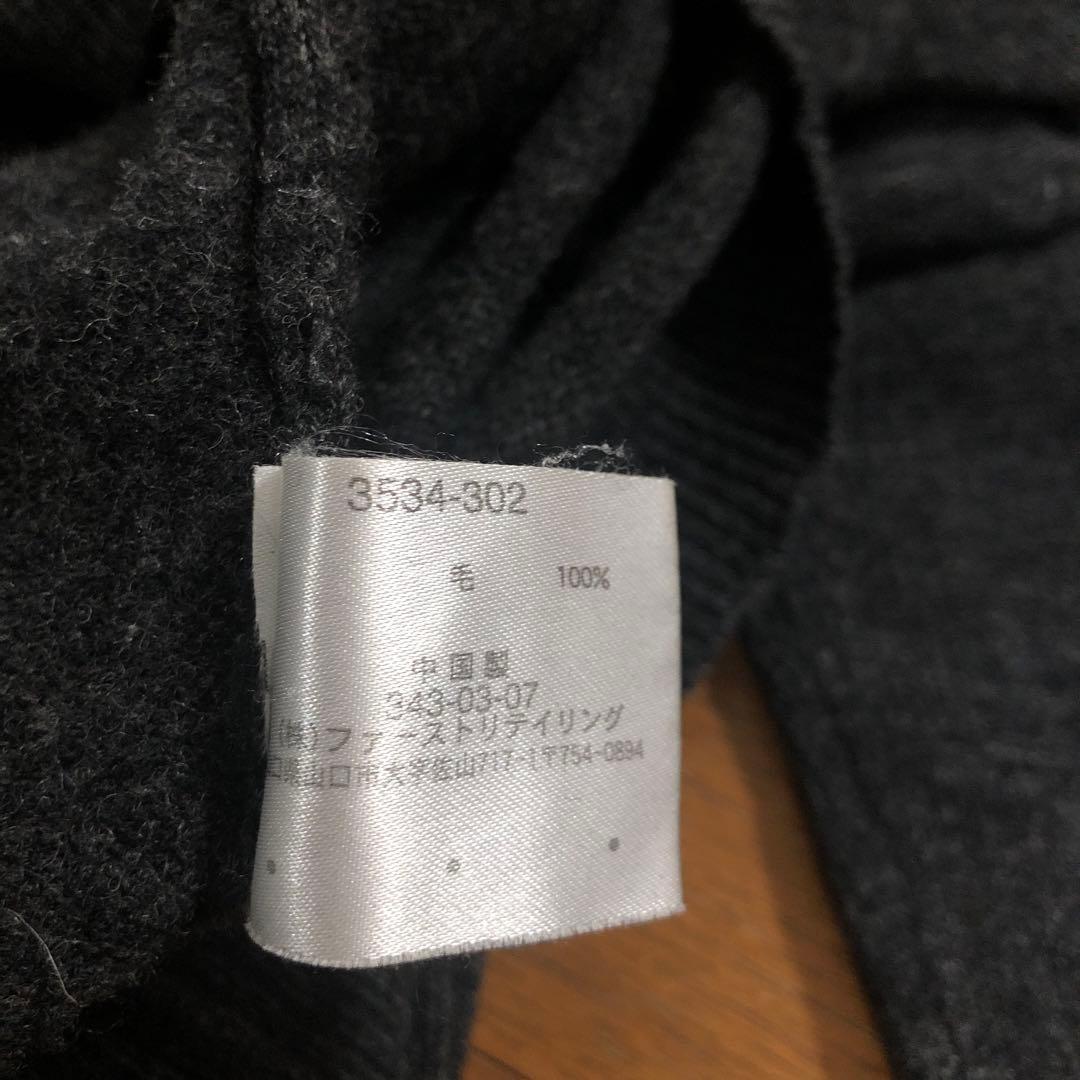 3534-302
毛 100%
中国製
343-03-07
(株)ファーストリテイリング
県山口市大字佐山717-1〒754-0894